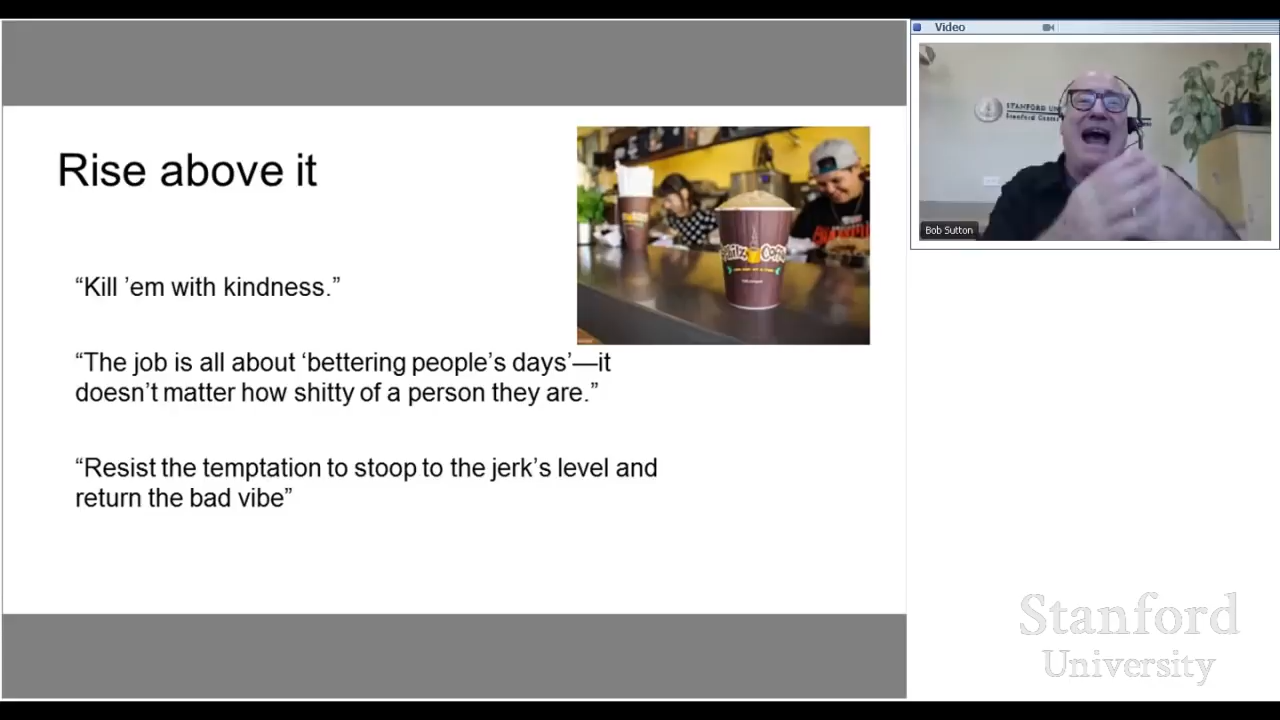 Rise above it
“Kill ’em with kindness.”
“The job is all about ‘bettering people’s days’—it
doesn’t matter how shitty of a person they are.”
“Resist the temptation to stoop to the jerk’s level and
return the bad vibe”
Video
STANFORD
Stanford
Bob Sutton
Stanford
University